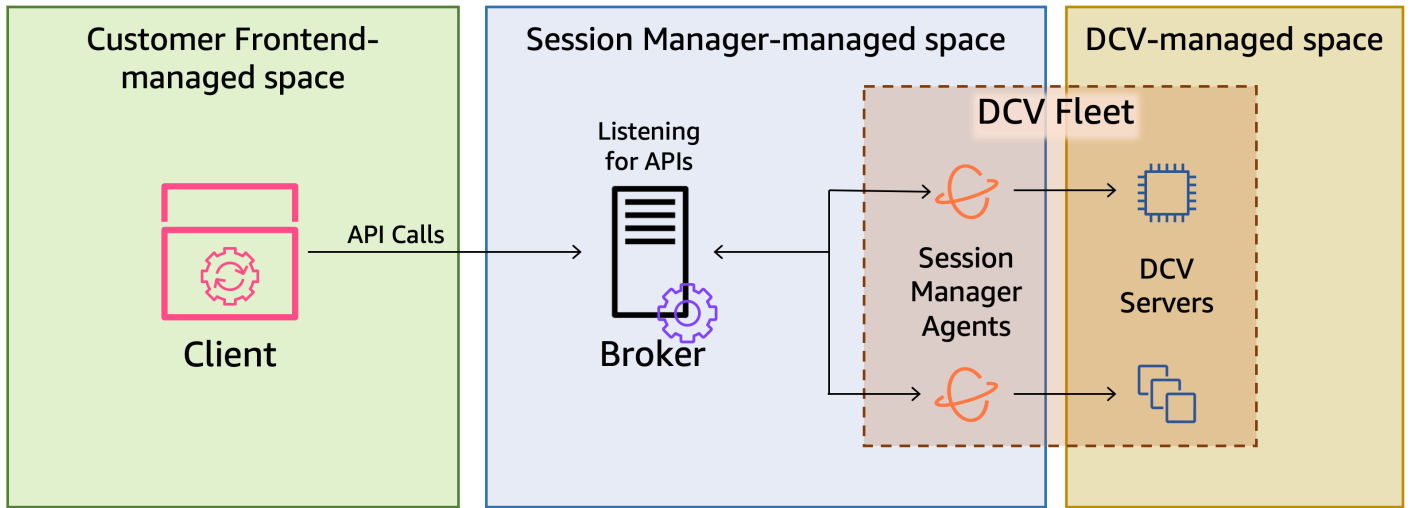 Customer Frontend-
managed space
API Calls
Client
Session Manager-managed space
Listening
for APIs
Broker
DCV-managed space
DCV Fleet
Session
Manager
Agents
DCV
Servers